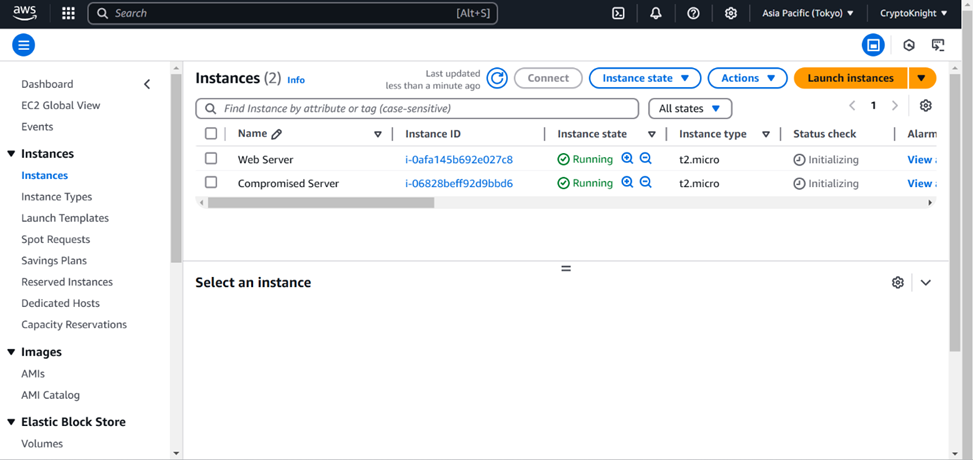 aws
Search [Alt+S] Asia Pacific (Tokyo) CryptoKnight
Dashboard
EC2 Global View
Events
Instances
Instances
Instance Types
Launch Templates
Spot Requests
Savings Plans
Reserved Instances
Dedicated Hosts
Capacity Reservations
Images
AMIs
AMI Catalog
Elastic Block Store
Volumes
Instances (2) Info
Last updated
less than a minute ago
Connect Instance state Actions Launch instances
Find Instance by attribute or tag (case-sensitive) All states 1
Name Instance ID Instance state Instance type Status check Alarm
Web Server i-0afa145b692e027c8 Running t2.micro Initializing View
Compromised Server i-06828beff92d9bbd6 Running t2.micro Initializing View
Select an instance